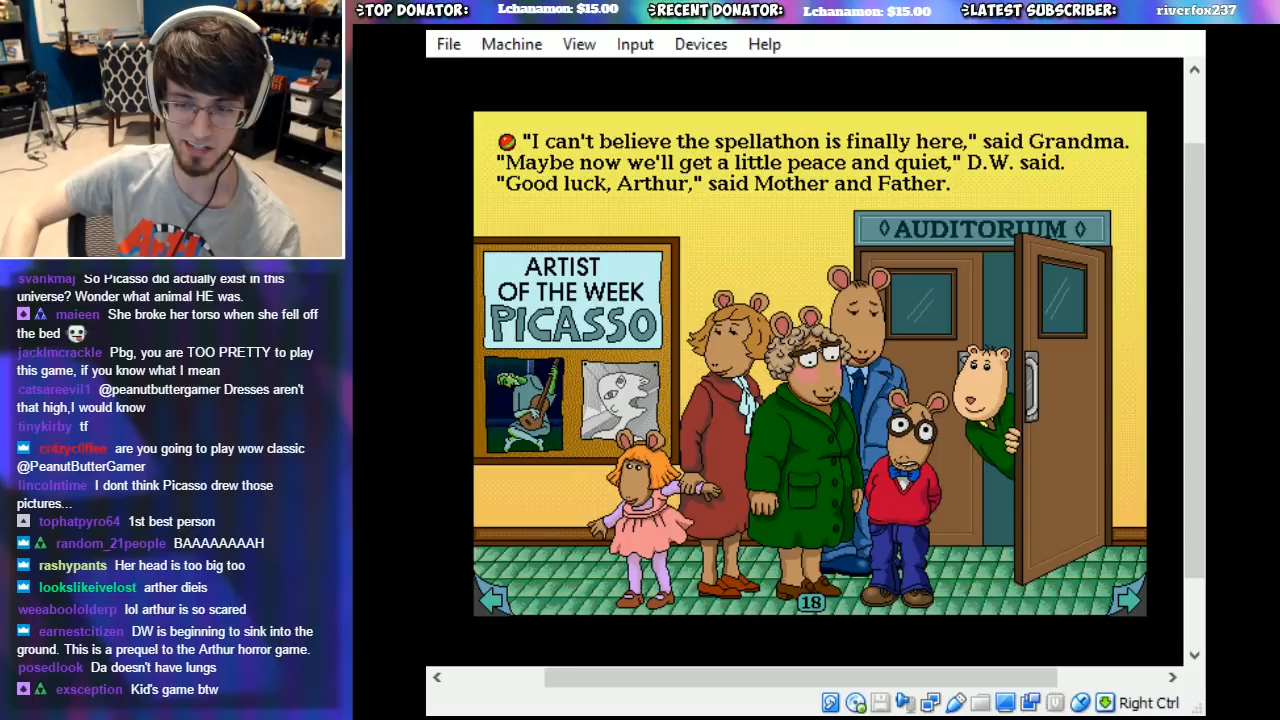 TOP DONATOR:
Lchanamon: $15.00
RECENT DONATOR:
Lchanamon: $15.00
LATEST SUBSCRIBER:
riverfox237
File Machine View Input Devices Help
"I can't believe the spellathon is finally here," said Grandma.
"Maybe now we'll get a little peace and quiet," D.W. said.
"Good luck, Arthur," said Mother and Father.
AUDITORIUM
ARTIST
OF THE WEEK
PICASSO
18
Right Ctrl
svankmaj So Picasso did actually exist in this
universe? Wonder what animal HE was.
maieen She broke her torso when she fell off
the bed
jacklmcrackle Pbg, you are TOO PRETTY to play
this game, if you know what I mean
catsareevil1 @peanutbuttergamer Dresses aren't
that high,I would know
tinykirby tf
cr4zyc0ffee are you going to play wow classic
@PeanutButterGamer
lincolntime I dont think Picasso drew those
pictures...
tophatpyro64 1st best person
random_21people BAAAAAAAH
rashypants Her head is too big too
lookslikeivelost arther dieis
weeaboololderp lol arthur is so scared
earnestcitizen DW is beginning to sink into the
ground. This is a prequel to the Arthur horror game.
posedlook Da doesn't have lungs
exsception Kid's game btw